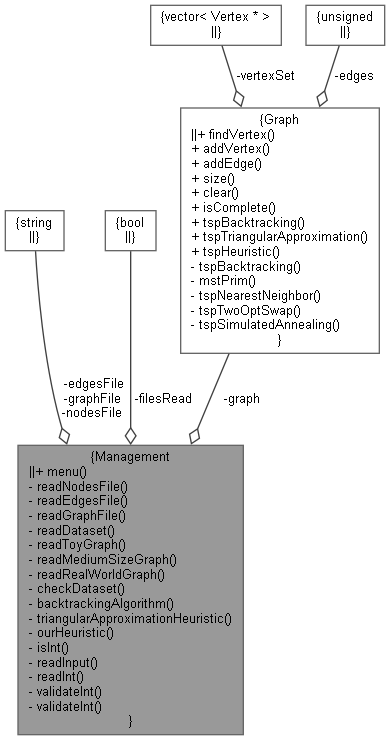 {vector< Vertex * >
||}
{unsigned
||}
-vertexSet
-edges
{Graph
||+ findVertex()
+ addVertex()
+ addEdge()
+ size()
+ clear()
+ isComplete()
+ tspBacktracking()
+ tspTriangularApproximation()
+ tspHeuristic()
- tspBacktracking()
- mstPrim()
- tspNearestNeighbor()
- tspTwoOptSwap()
- tspSimulatedAnnealing()
}
{string
||}
{bool
||}
-edgesFile
-graphFile
-nodesFile
-filesRead
-graph
{Management
||+ menu()
- readNodesFile()
- readEdgesFile()
- readGraphFile()
- readDataset()
- readToyGraph()
- readMediumSizeGraph()
- readRealWorldGraph()
- checkDataset()
- backtrackingAlgorithm()
- triangularApproximationHeuristic()
- ourHeuristic()
- isInt()
- readInput()
- readInt()
- validateInt()
- validateInt()
}